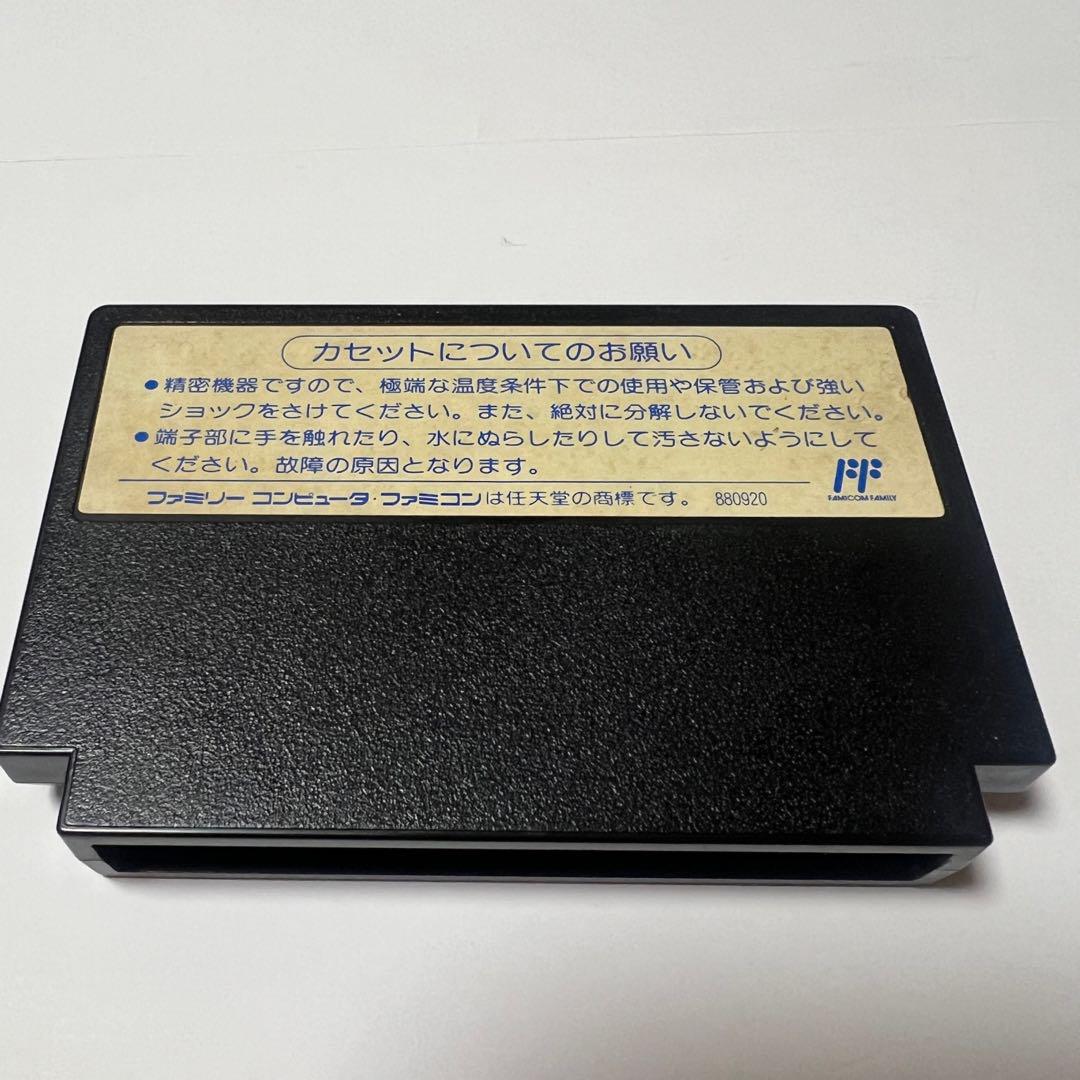 カセットについてのお願い
●精密機器ですので、極端な温度条件下での使用や保管および強い
ショックをさけてください。また、絶対に分解しないでください。
●端子部に手を触れたり、水にぬらしたりして汚さないようにして
ください。故障の原因となります。
FF
FAMICOM FAMILY
ファミリー コンピュータ・ファミコンは任天堂の商標です。 880920